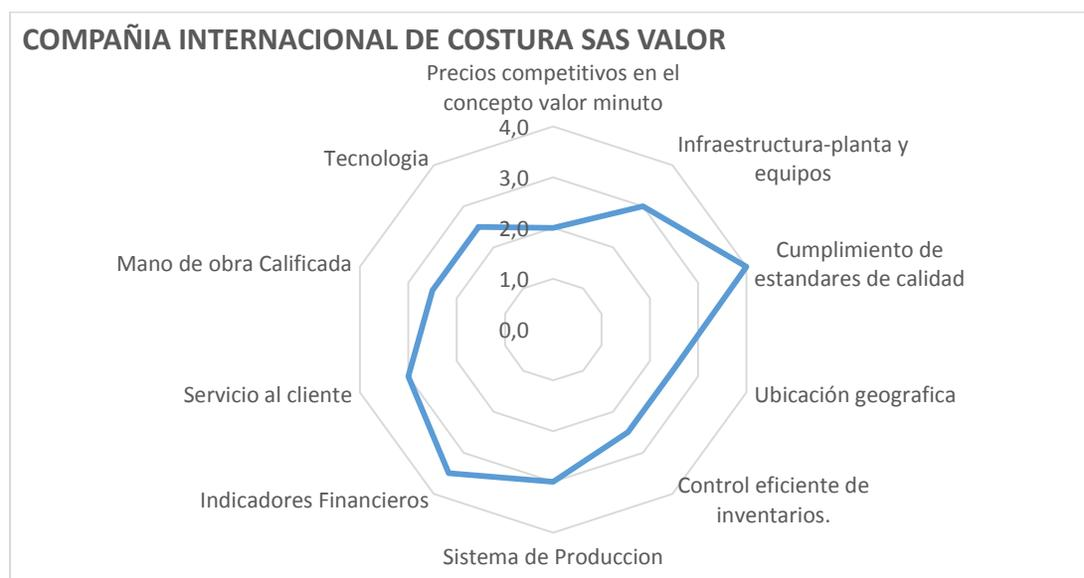 COMPAÑIA INTERNACIONAL DE COSTURA SAS VALOR
Precios competitivos en el
concepto valor minuto
4,0
3,0
2,0
1,0
0,0
Infraestructura-planta y
equipos
Cumplimiento de
estandares de calidad
Ubicación geografica
Control eficiente de
inventarios.
Sistema de Produccion
Indicadores Financieros
Servicio al cliente
Mano de obra Calificada
Tecnologia